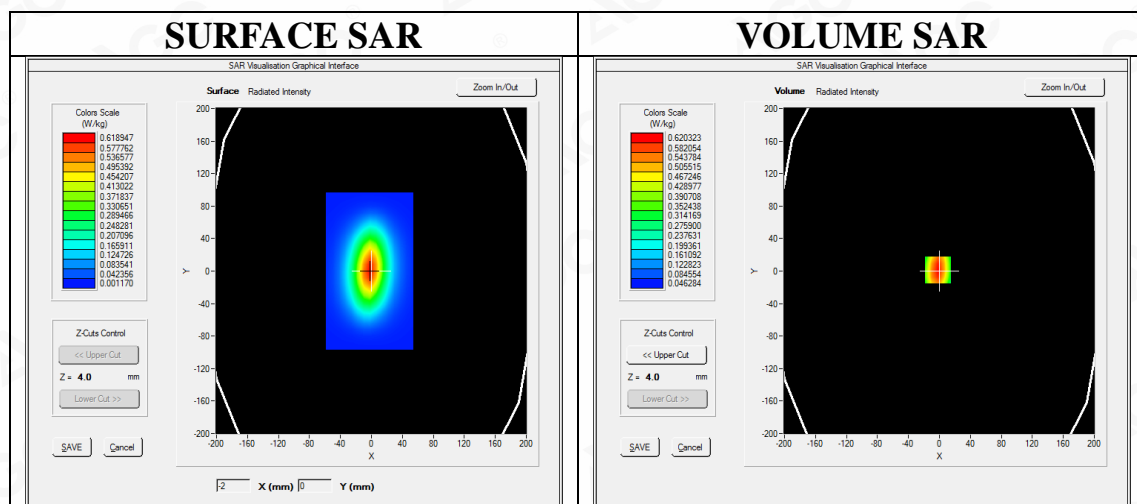 SURFACE SAR
SAR Visualisation Graphical Interface
Surface Radiated Intensity
Zoom In/Out
Colors Scale
(W/kg)
0.618947
0.577762
0.536577
0.495392
0.454207
0.413022
0.371837
0.330651
0.289466
0.248281
0.207096
0.165911
0.124726
0.083541
0.042356
0.001170
Z-Cuts Control
<< Upper Cut
Z = 4.0 mm
Lower Cut >>
SAVE Cancel
200
160
120
80
40
0
-40
-80
-120
-160
-200
Y
-200 -160 -120 -80 -40 0 40 80 120 160 200
X
-2 X (mm) 0 Y (mm)
VOLUME SAR
SAR Visualisation Graphical Interface
Volume Radiated Intensity
Zoom In/Out
Colors Scale
(W/kg)
0.620323
0.582054
0.543784
0.505515
0.467246
0.428977
0.390708
0.352438
0.314169
0.275900
0.237631
0.199361
0.161092
0.122823
0.084554
0.046284
Z-Cuts Control
<< Upper Cut
Z = 4.0 mm
Lower Cut >>
SAVE Cancel
200
160
120
80
40
0
-40
-80
-120
-160
-200
Y
-200 -160 -120 -80 -40 0 40 80 120 160 200
X